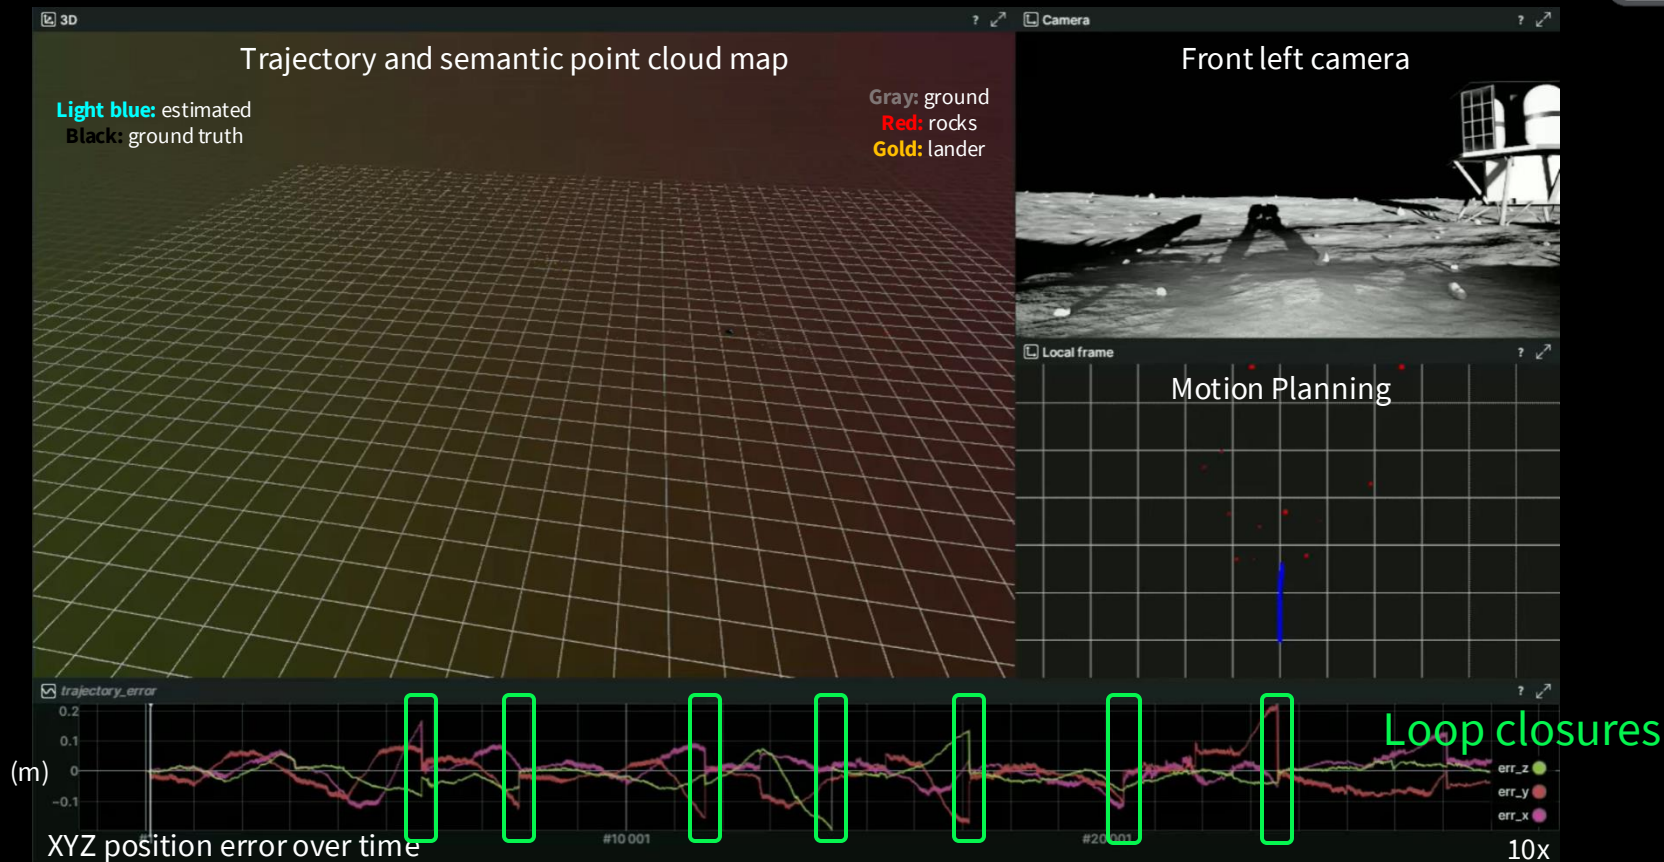 3D
?
Trajectory and semantic point cloud map
Light blue: estimated
Black: ground truth
Gray: ground
Red: rocks
Gold: lander
Camera
?
Front left camera
Local frame
?
Motion Planning
trajectory_error
?
0.2
0.1
0
−0.1
(m)
Loop closures
err_z
err_y
err_x
#10 001
#20 001
XYZ position error over time
10x